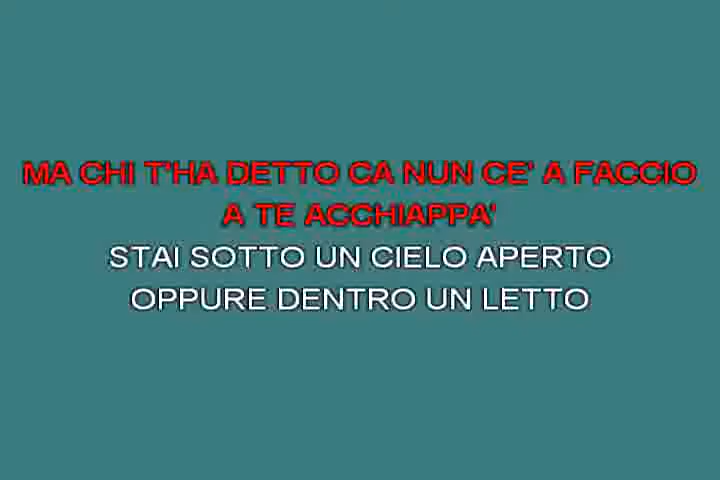 MA CHI T'HA DETTO CA NUN CE' A FACCIO
A TE ACCHIAPPA'
STAI SOTTO UN CIELO APERTO
OPPURE DENTRO UN LETTO